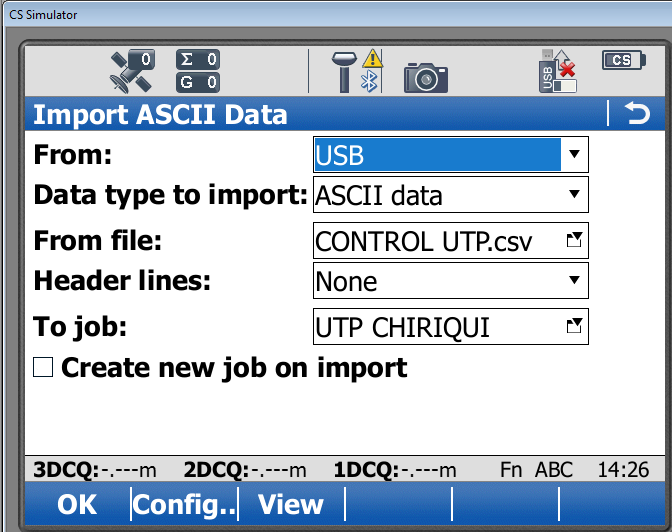 CS Simulator
0 Σ 0
G 0
USB
CS
Import ASCII Data
From: USB
Data type to import: ASCII data
From file: CONTROL UTP.csv
Header lines: None
To job: UTP CHIRIQUI
Create new job on import
3DCQ:-.---m 2DCQ:-.---m 1DCQ:-.---m Fn ABC 14:26
OK Config.. View